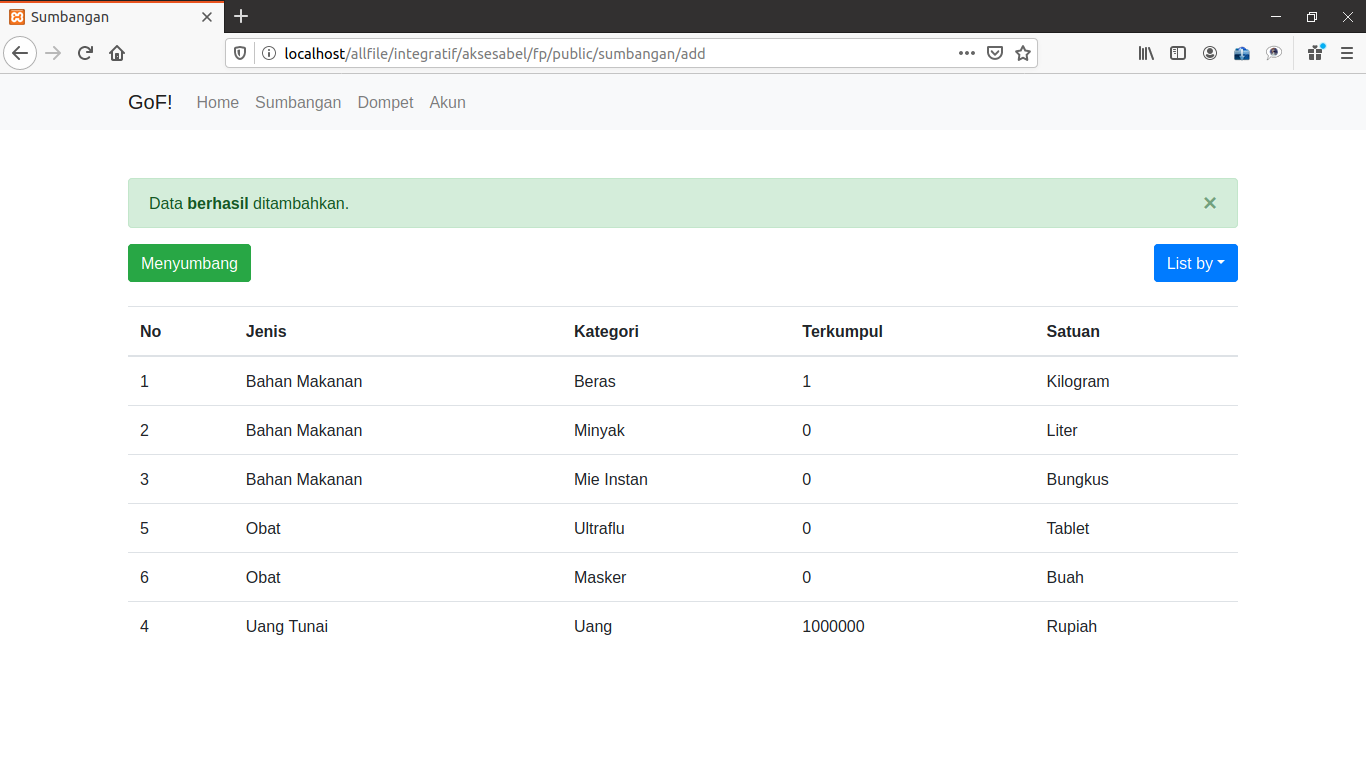 Sumbangan
localhost/allfile/integratif/aksesabel/fp/public/sumbangan/add
GoF! Home Sumbangan Dompet Akun
Data berhasil ditambahkan. ×
Menyumbang List by
No Jenis Kategori Terkumpul Satuan
1 Bahan Makanan Beras 1 Kilogram
2 Bahan Makanan Minyak 0 Liter
3 Bahan Makanan Mie Instan 0 Bungkus
5 Obat Ultraflu 0 Tablet
6 Obat Masker 0 Buah
4 Uang Tunai Uang 1000000 Rupiah